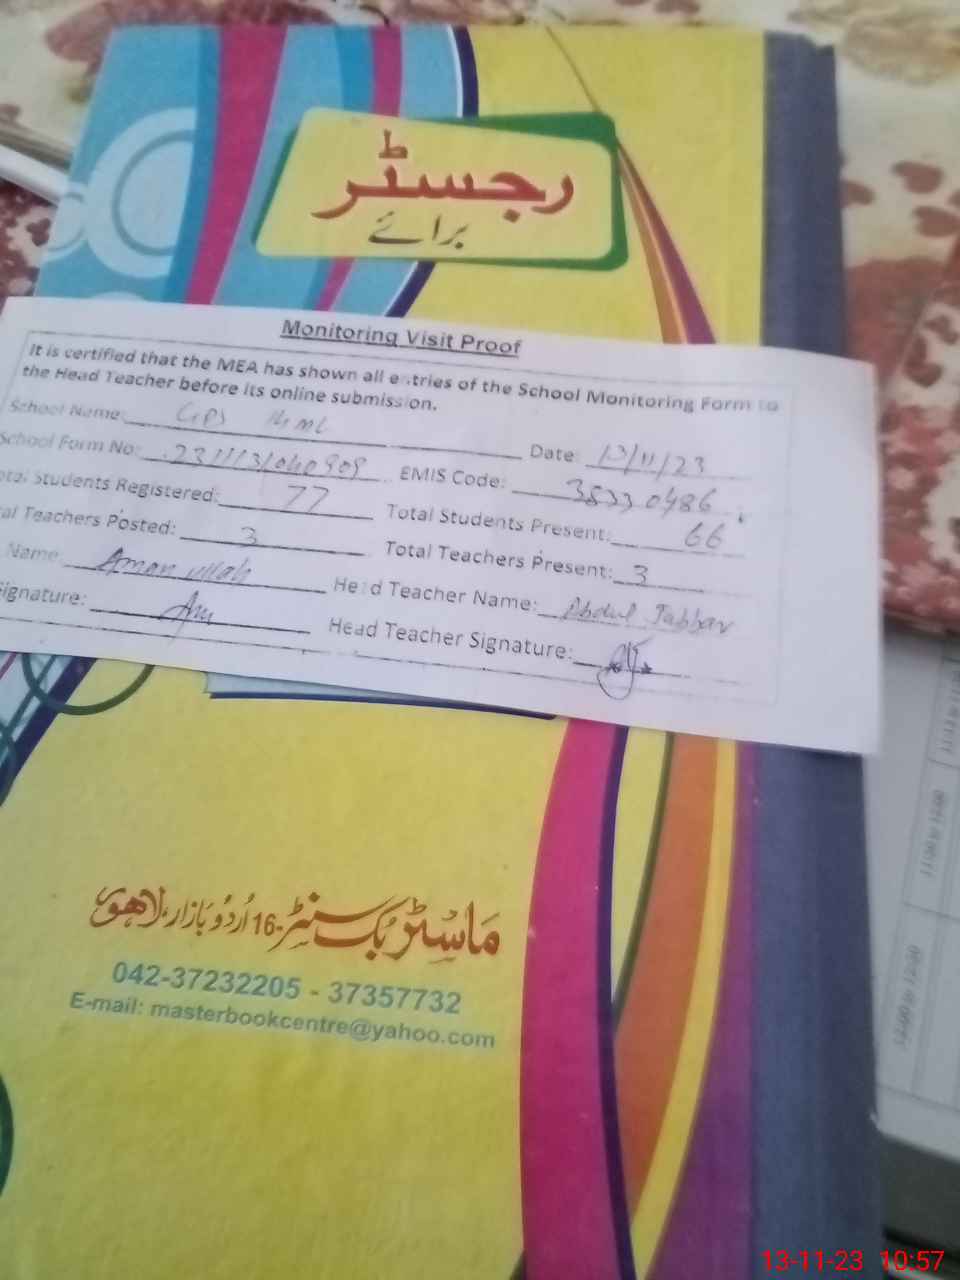 رجسٹر
برائے
Monitoring Visit Proof
It is certified that the MEA has shown all entries of the School Monitoring Form to
the Head Teacher before its online submission.
School Name: GPS
Date: 13/11/23
School Form No: 231113/040909 EMIS Code: 35330486
Total Students Registered: 77 Total Students Present: 66
Teachers Posted: 3 Total Teachers Present: 3
Name: Aman ullah Head Teacher Name: Abdul Jabbar
Signature: Head Teacher Signature:
ماسٹر بک سنٹر 16-اُردو بازار، لاہور
042-37232205 - 37357732
E-mail: masterbookcentre@yahoo.com
13-11-23 10:57